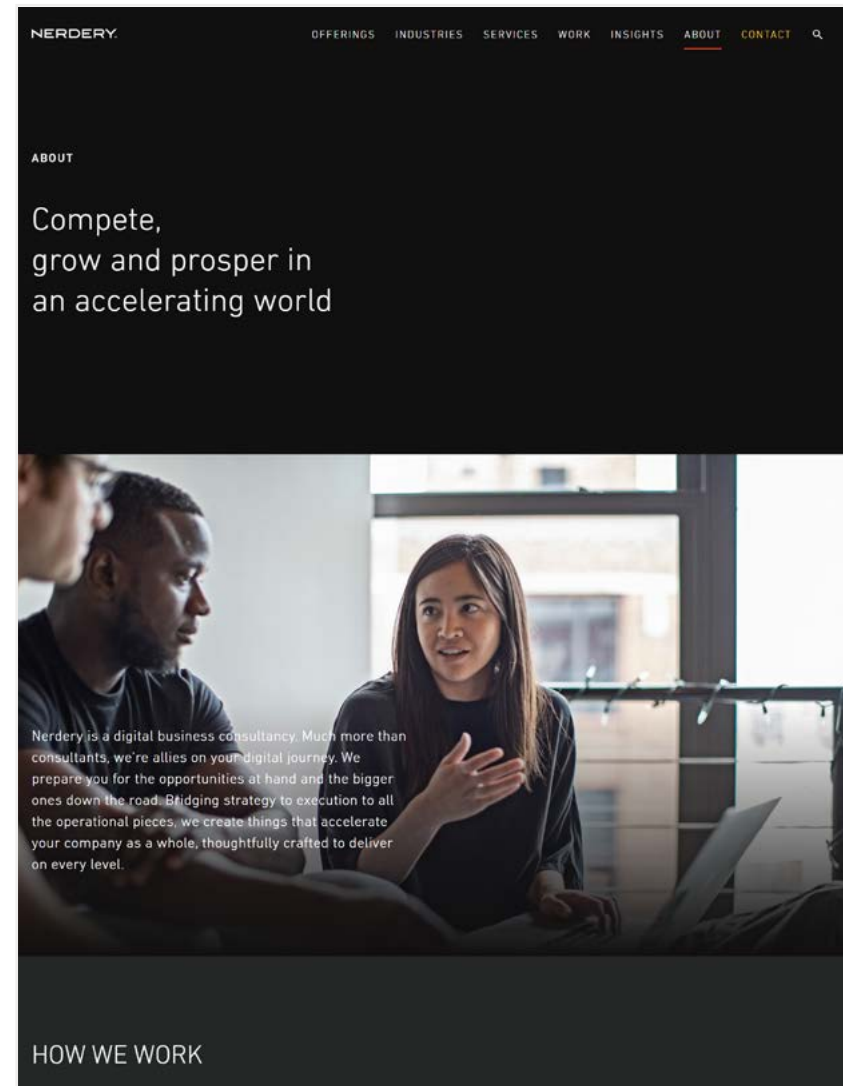 NERDERY.
OFFERINGS INDUSTRIES SERVICES WORK INSIGHTS ABOUT CONTACT
ABOUT
Compete,
grow and prosper in
an accelerating world
Nerdery is a digital business consultancy. Much more than
consultants, we're allies on your digital journey. We
prepare you for the opportunities at hand and the bigger
ones down the road. Bridging strategy to execution to all
the operational pieces, we create things that accelerate
your company as a whole, thoughtfully crafted to deliver
on every level.
HOW WE WORK